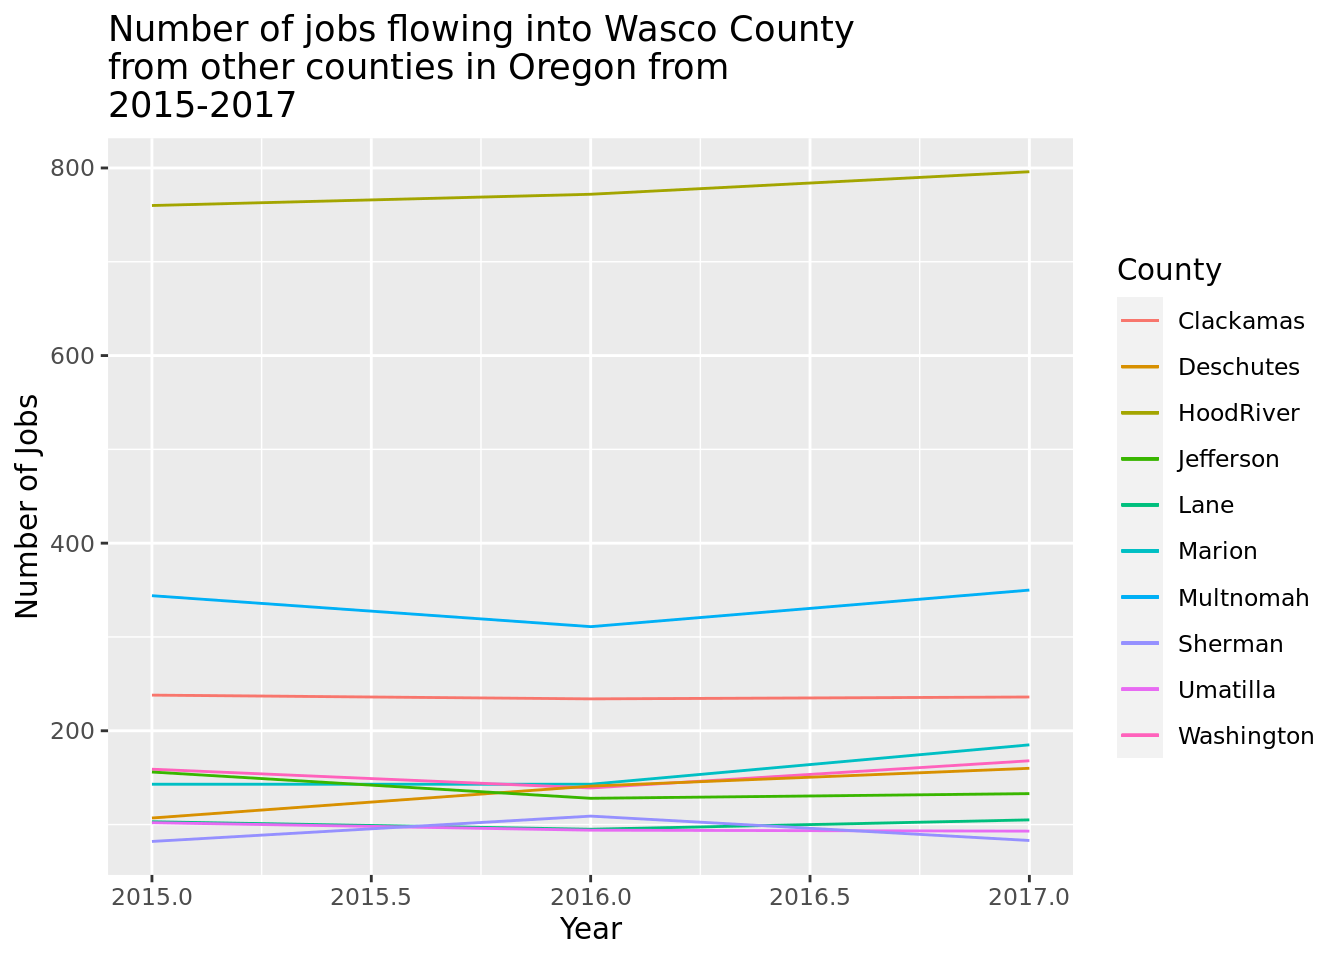 Number of jobs flowing into Wasco County
from other counties in Oregon from
2015-2017
800
600
400
200
Number of Jobs
2015.0
2015.5
2016.0
2016.5
2017.0
Year
County
Clackamas
Deschutes
HoodRiver
Jefferson
Lane
Marion
Multnomah
Sherman
Umatilla
Washington